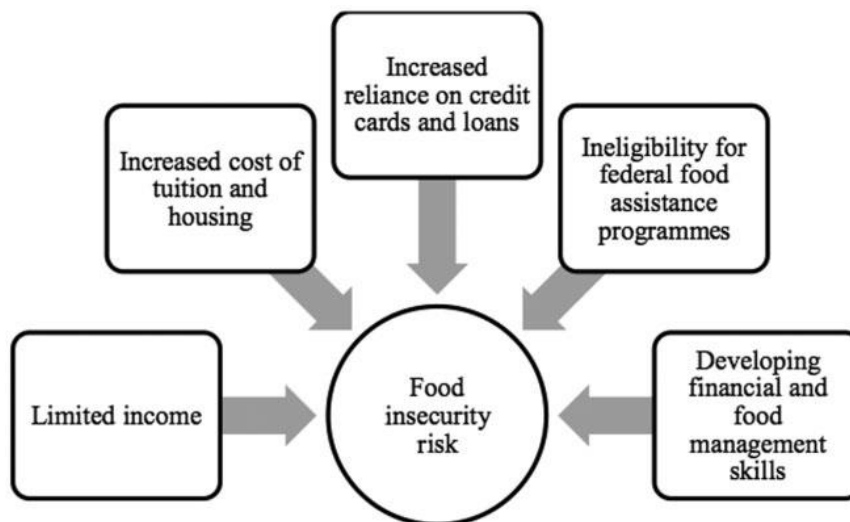 Increased
reliance on credit
cards and loans
Increased cost of
tuition and
housing
Ineligibility for
federal food
assistance
programmes
Limited income
Food
insecurity
risk
Developing
financial and
food
management
skills